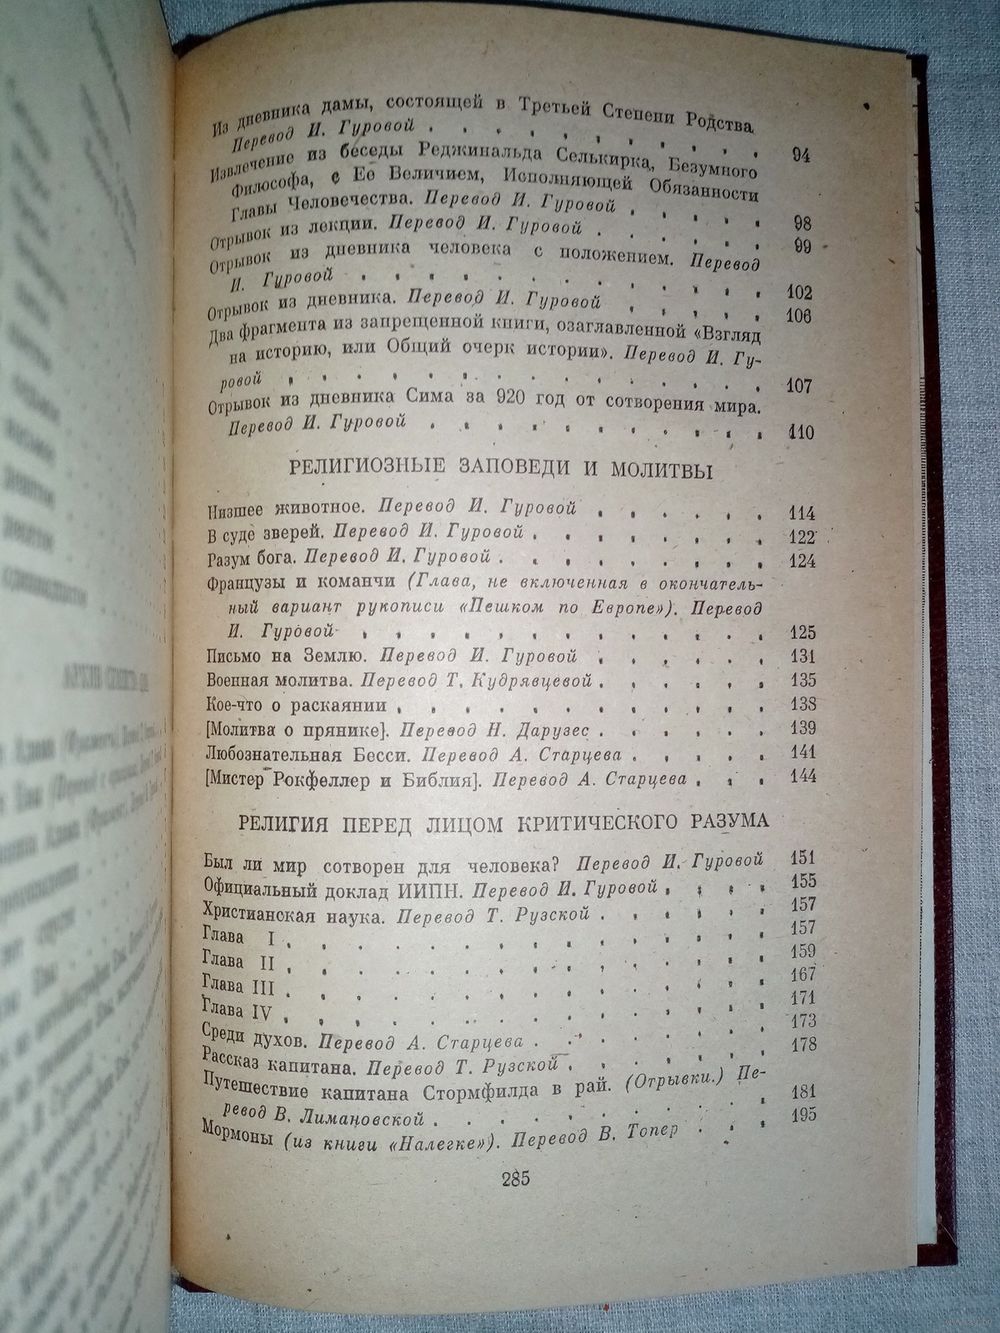 Из дневника дамы, состоящей в Третьей Степени Родства
Перевод И. Гуровой . . . . . . . . . . 94
Извлечение из беседы Реджинальда Селькирка, Безумного
Философа, с Ее Величием, Исполняющей Обязанности
Главы Человечества. Перевод И. Гуровой . . . . . 98
Отрывок из лекции. Перевод И. Гуровой . . . . . . 99
Отрывок из дневника человека с положением. Перевод
И. Гуровой . . . . . . . . . . . . 102
Отрывок из дневника. Перевод И. Гуровой . . . . . 106
Два фрагмента из запрещенной книги, озаглавленной «Взгляд
на историю, или Общий очерк истории». Перевод И. Гу-
ровой . . . . . . . . . . . . . . 107
Отрывок из дневника Сима за 920 год от сотворения мира.
Перевод И. Гуровой . . . . . . . . . . 110
РЕЛИГИОЗНЫЕ ЗАПОВЕДИ И МОЛИТВЫ
Низшее животное. Перевод И. Гуровой . . . . . . 114
В суде зверей. Перевод И. Гуровой . . . . . . . 122
Разум бога. Перевод И. Гуровой . . . . . . . . 124
Французы и команчи (Глава, не включенная в окончатель-
ный вариант рукописи «Пешком по Европе»). Перевод
И. Гуровой . . . . . . . . . . . . 125
Письмо на Землю. Перевод И. Гуровой . . . . . . 131
Военная молитва. Перевод Т. Кудрявцевой . . . . . . 135
Кое-что о раскаянии . . . . . . . . . . . 138
[Молитва о прянике]. Перевод Н. Дарузес . . . . . . 139
Любознательная Бесси. Перевод А. Старцева . . . . . 141
[Мистер Рокфеллер и Библия]. Перевод А. Старцева . . . 144
РЕЛИГИЯ ПЕРЕД ЛИЦОМ КРИТИЧЕСКОГО РАЗУМА
Был ли мир сотворен для человека? Перевод И. Гуровой 151
Официальный доклад ИИПН. Перевод И. Гуровой . . . . 155
Христианская наука. Перевод Т. Рузской . . . . . . 157
Глава I . . . . . . . . . . . . . . 157
Глава II . . . . . . . . . . . . . . 159
Глава III . . . . . . . . . . . . . . 167
Глава IV . . . . . . . . . . . . . . 171
Среди духов. Перевод А. Старцева . . . . . . . 173
Рассказ капитана. Перевод Т. Рузской . . . . . . 178
Путешествие капитана Стормфилда в рай. (Отрывки.) Пе-
ревод В. Лимановской . . . . . . . . . . 181
Мормоны (из книги «Налегке»). Перевод В. Топер . . . 195
285